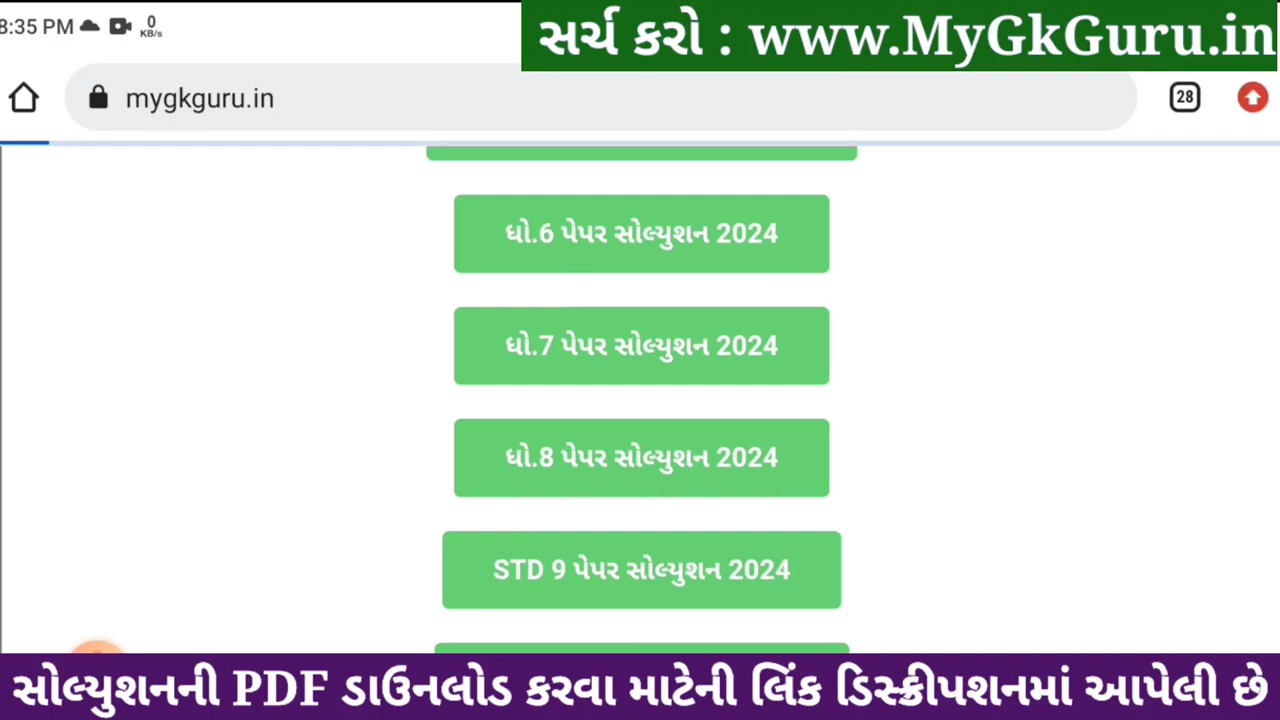 8:35 PM 0 KB/s
સર્ચ કરો : www.MyGkGuru.in
mygkguru.in 28
ધો.6 પેપર સોલ્યુશન 2024
ધો.7 પેપર સોલ્યુશન 2024
ધો.8 પેપર સોલ્યુશન 2024
STD 9 પેપર સોલ્યુશન 2024
સોલ્યુશનની PDF ડાઉનલોડ કરવા માટેની લિંક ડિસ્ક્રીપશનમાં આપેલી છે